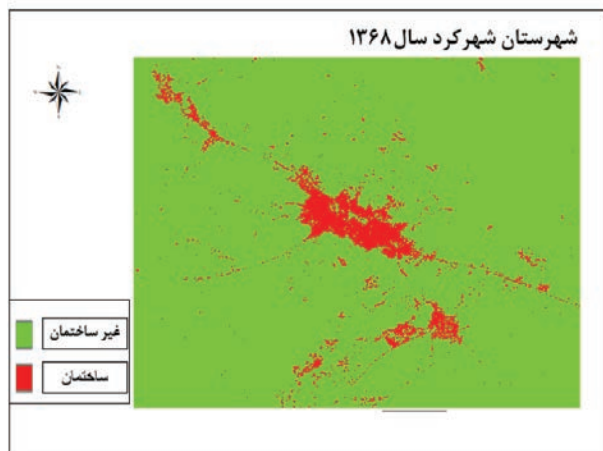 شهرستان شهرکرد سال ۱۳۶۸
غیر ساختمان
ساختمان